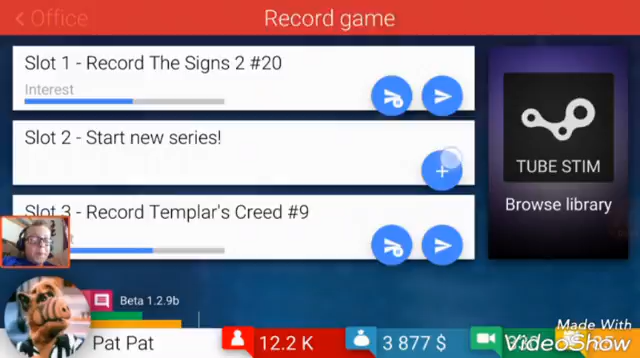 Office
Record game
Slot 1 - Record The Signs 2 #20
Interest
Slot 2 - Start new series!
Slot 3 - Record Templar's Creed #9
TUBE STIM
Browse library
Beta 1.2.9b
Pat Pat
12.2 K
3 877 $
Made With
VideoShow